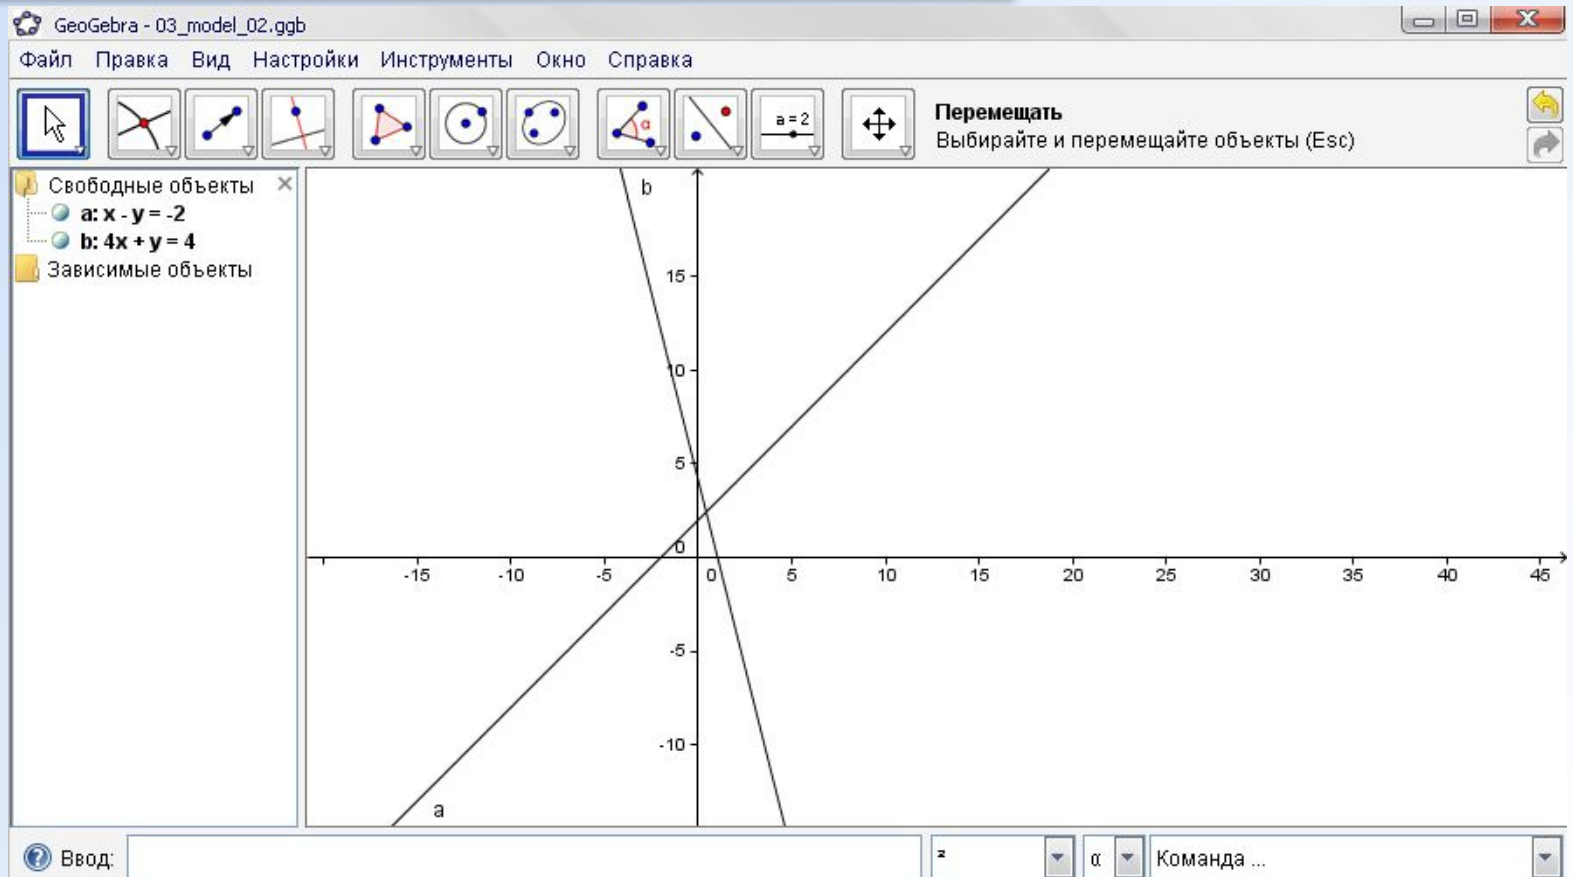 GeoGebra - 03_model_02.ggb
Файл Правка Вид Настройки Инструменты Окно Справка
α
a = 2
Перемещать
Выбирайте и перемещайте объекты (Esc)
Свободные объекты
a: x - y = -2
b: 4x + y = 4
Зависимые объекты
b
15
10
5
0
-15 -10 -5 0 5 10 15 20 25 30 35 40 45
-5
-10
a
Ввод: ² α Команда ...